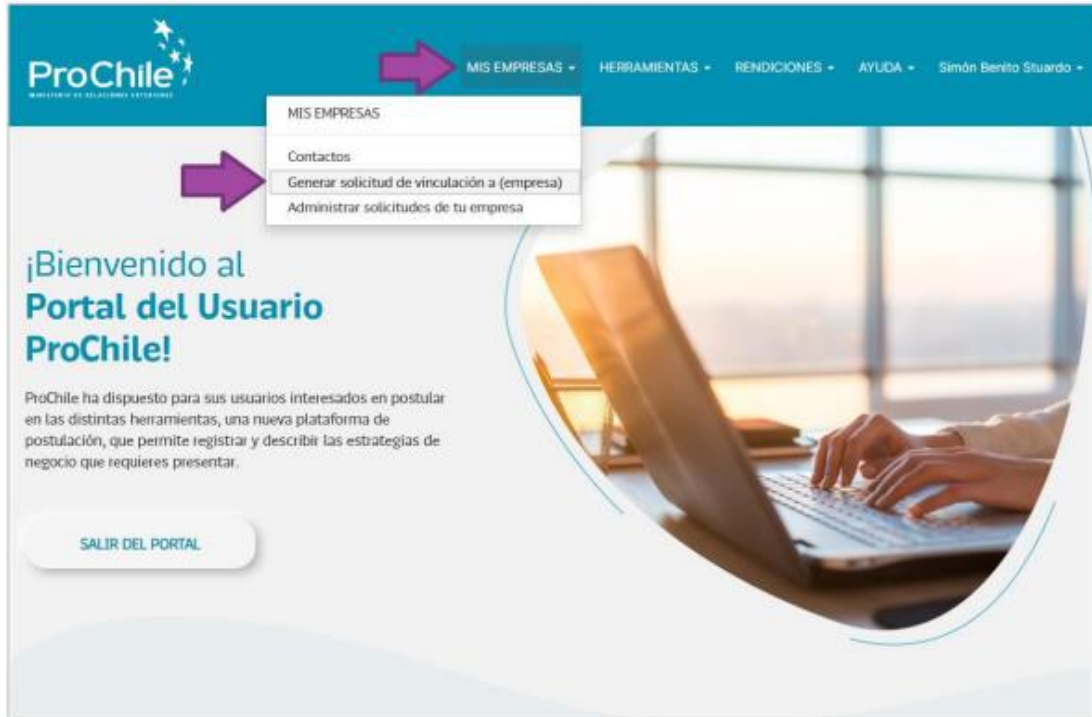 ProChile
MINISTERIO DE RELACIONES EXTERIORES
MIS EMPRESAS
HERRAMIENTAS
RENDICIONES
AYUDA
Simón Benito Stuardo
MIS EMPRESAS
Contactos
Generar solicitud de vinculación a (empresa)
Administrar solicitudes de tu empresa
¡Bienvenido al
Portal del Usuario
ProChile!
ProChile ha dispuesto para sus usuarios interesados en postular
en las distintas herramientas, una nueva plataforma de
postulación, que permite registrar y describir las estrategias de
negocio que requieres presentar.
SALIR DEL PORTAL